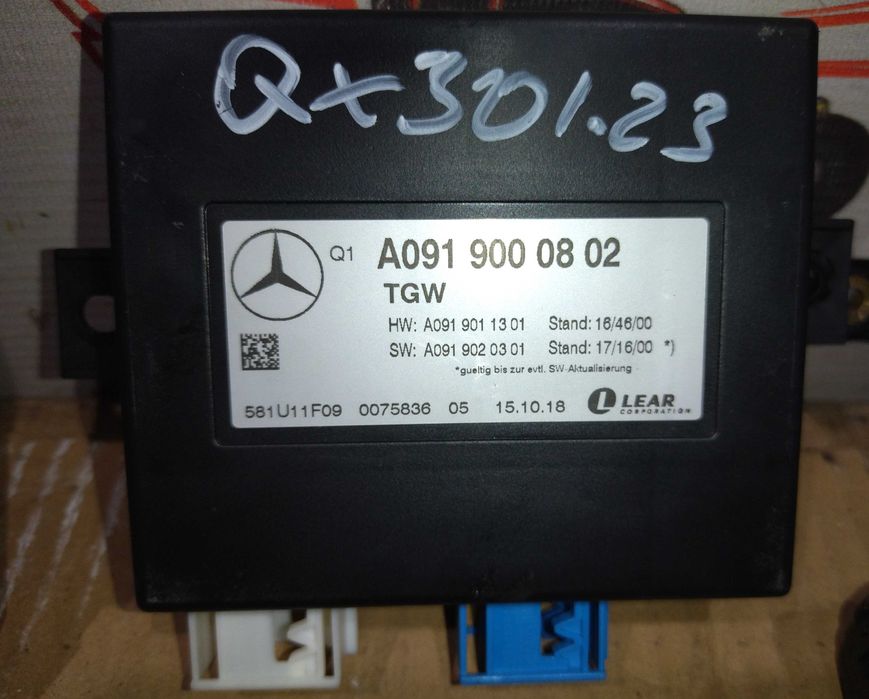 Qx301.23
Q1 A091 900 08 02
TGW
HW: A091 901 13 01 Stand: 16/46/00
SW: A091 902 03 01 Stand: 17/16/00 *)
*gueltig bis zur evtl. SW-Aktualisierung
581U11F09 0075836 05 15.10.18 LEAR
CORPORATION